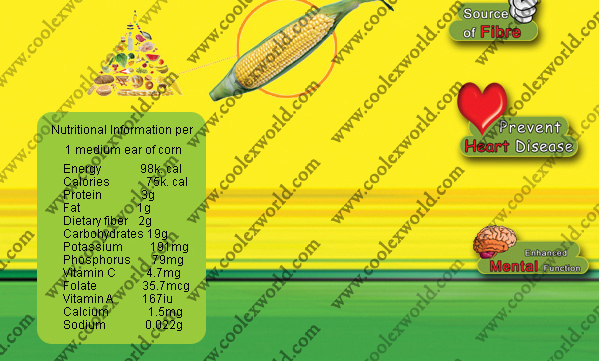 Source
of Fibre
Prevent
Heart Disease
Nutritional Information per
1 medium ear of corn
Energy 98k. cal
Calories 75k. cal
Protein 3g
Fat 1g
Dietary fiber 2g
Carbohydrates 19g
Potassium 191mg
Phosphorus 79mg
Vitamin C 4.7mg
Folate 35.7mcg
Vitamin A 167iu
Calcium 1.5mg
Sodium 0.022g
Enhanced
Mental Function
www.coolexworld.com